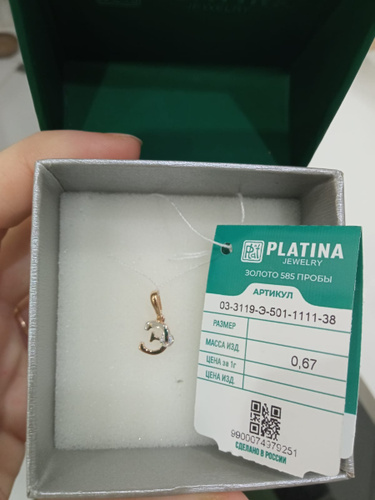 PLATINA
JEWELRY
ЗОЛОТО 585 ПРОБЫ
АРТИКУЛ
03-3119-Э-501-1111-38
РАЗМЕР
МАССА ИЗД.
0,67
ЦЕНА за 1г
ЦЕНА ИЗД.
9900074379251
СДЕЛАНО В РОССИИ